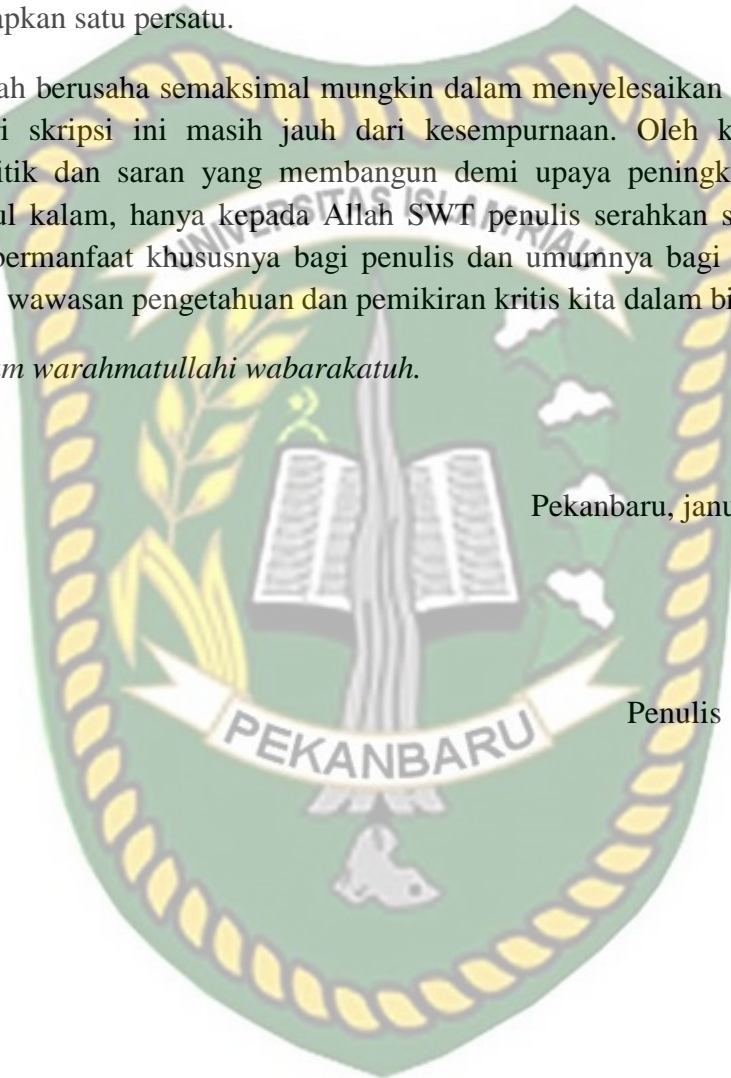 apkan satu persatu.
ah berusaha semaksimal mungkin dalam menyelesaikan
i skripsi ini masih jauh dari kesempurnaan. Oleh k
itik dan saran yang membangun demi upaya peningk
ul kalam, hanya kepada Allah SWT penulis serahkan s
bermanfaat khususnya bagi penulis dan umumnya bagi
wawasan pengetahuan dan pemikiran kritis kita dalam bi
m warahmatullahi wabarakatuh.
Pekanbaru, janu
Penulis
UNIVERSITAS ISLAM RIAU
PEKANBARU